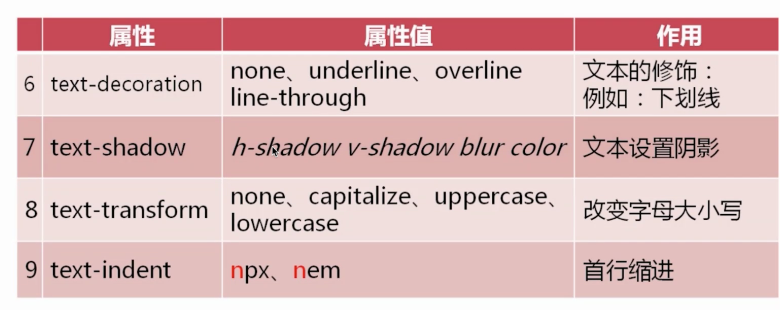 属性 属性值 作用
6 text-decoration none、underline、overline 文本的修饰：
line-through 例如：下划线
7 text-shadow h-shadow v-shadow blur color 文本设置阴影
8 text-transform none、capitalize、uppercase、 改变字母大小写
lowercase
9 text-indent npx、nem 首行缩进